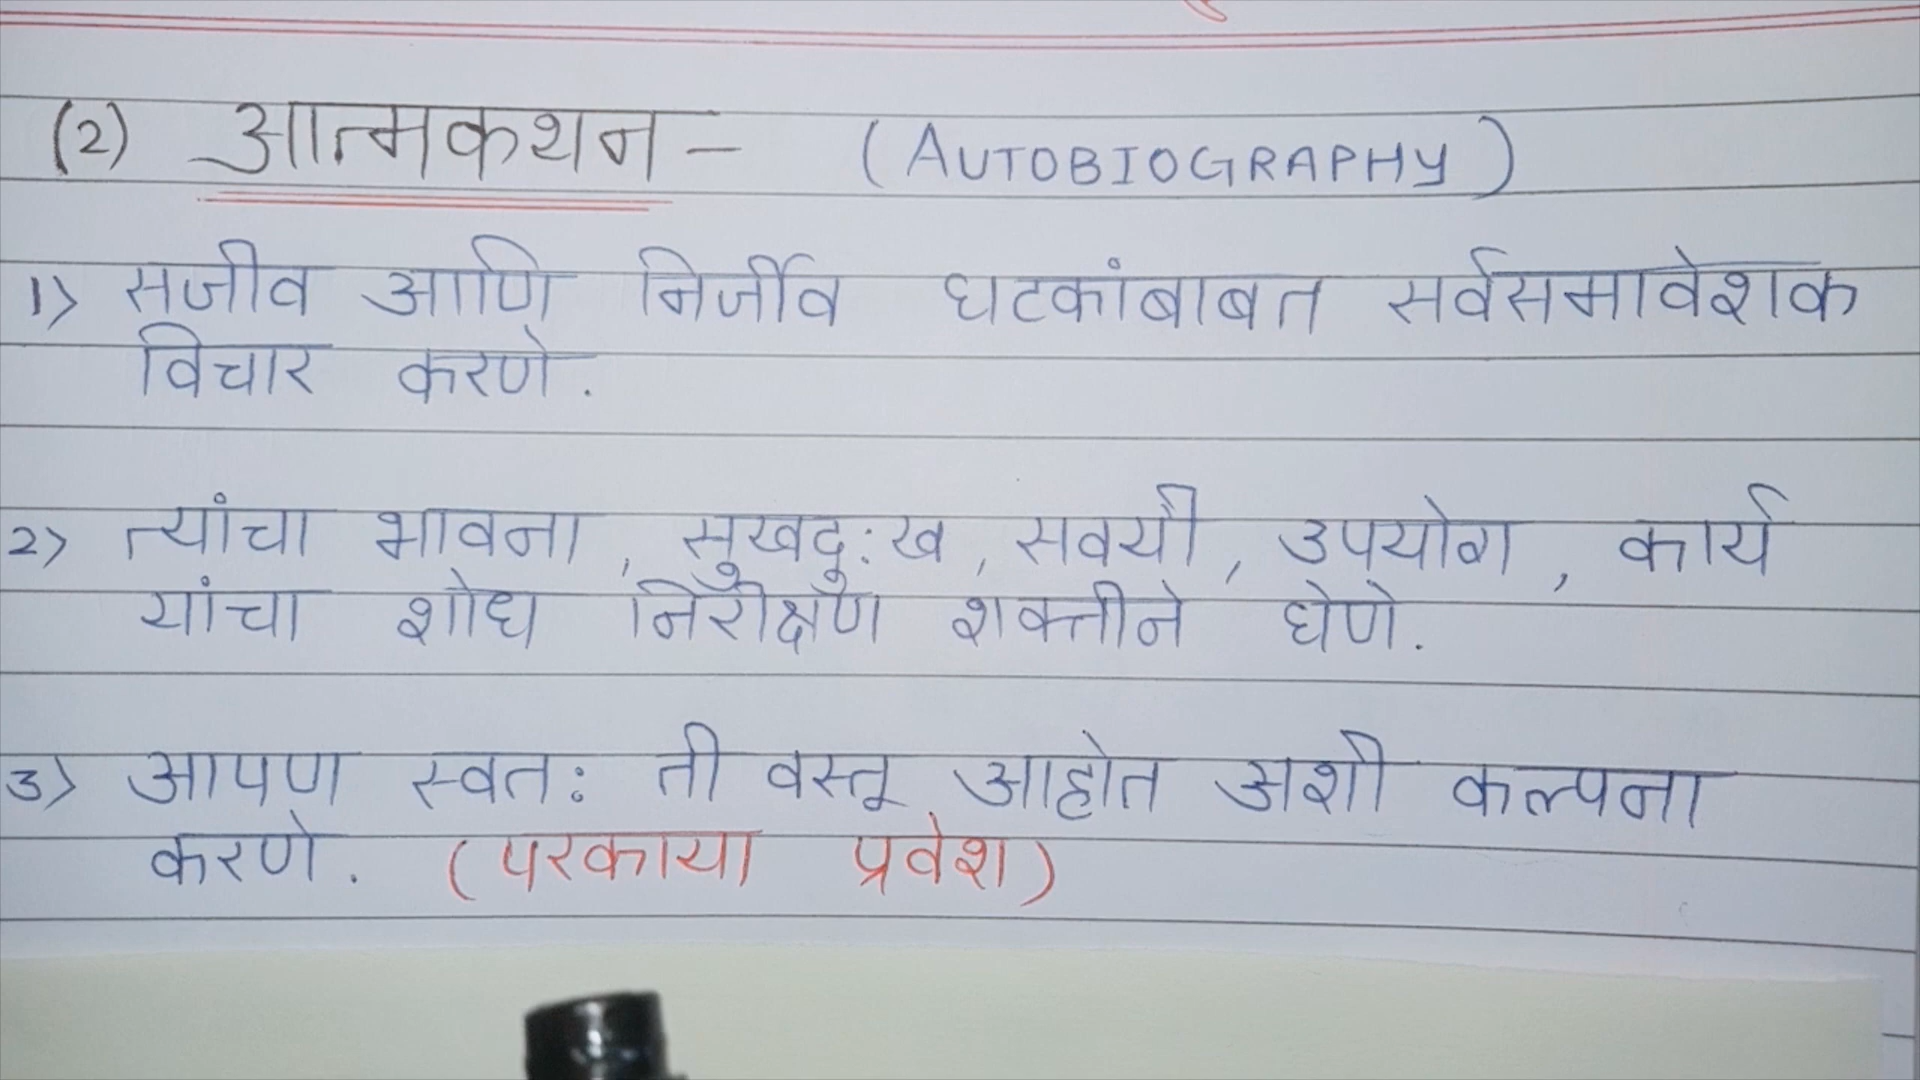 (2) आत्मकथन – (AUTOBIOGRAPHY)
1) सजीव आणि निर्जीव घटकांबाबत सर्वसमावेशक
विचार करणे.
2) त्यांचा भावना, सुखदुःख, सवयी, उपयोग, कार्य
यांचा शोध निरीक्षण शक्तीने घेणे.
3) आपण स्वतः ती वस्तू आहोत अशी कल्पना
करणे. (परकाया प्रवेश)